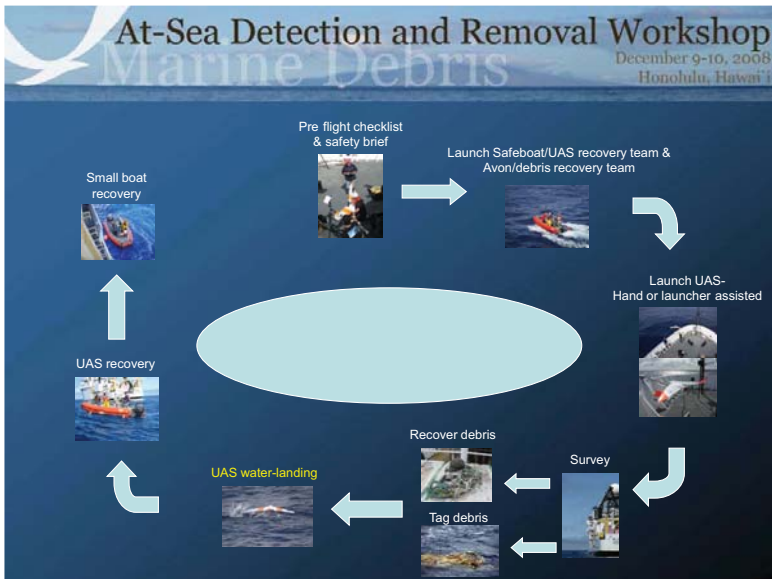 At-Sea Detection and Removal Workshop
Marine Debris
December 9-10, 2008
Honolulu, Hawai'i
Pre flight checklist
& safety brief
Launch Safeboat/UAS recovery team &
Avon/debris recovery team
Small boat
recovery
Launch UAS-
Hand or launcher assisted
UAS recovery
Recover debris
Survey
UAS water-landing
Tag debris